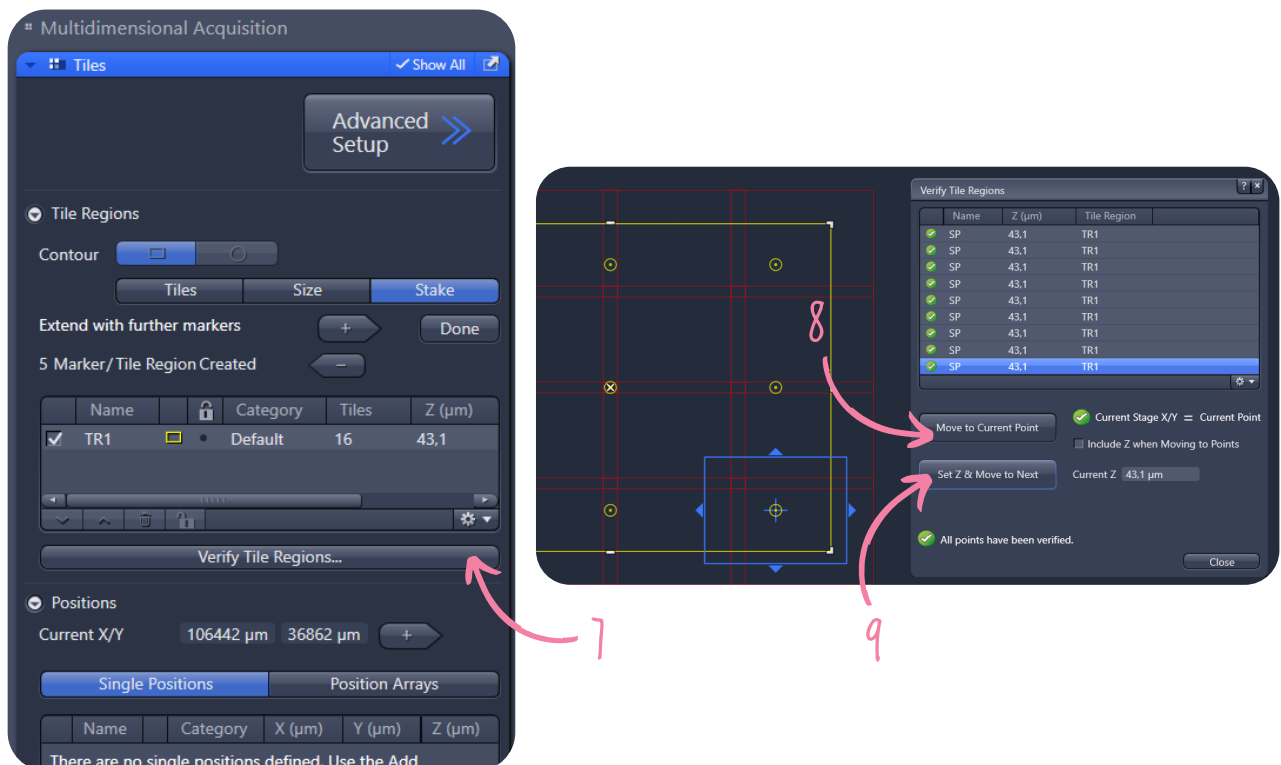 Multidimensional Acquisition
Tiles
Show All
Advanced
Setup
Tile Regions
Contour
Tiles Size Stake
Extend with further markers + Done
5 Marker/Tile Region Created −
Name Category Tiles Z (µm)
TR1 Default 16 43,1
Verify Tile Regions...
Positions
Current X/Y 106442 µm 36862 µm +
Single Positions Position Arrays
Name Category X (µm) Y (µm) Z (µm)
There are no single positions defined. Use the Add
7
8
9
Verify Tile Regions ? ×
Name Z (µm) Tile Region
SP 43,1 TR1
SP 43,1 TR1
SP 43,1 TR1
SP 43,1 TR1
SP 43,1 TR1
SP 43,1 TR1
SP 43,1 TR1
SP 43,1 TR1
SP 43,1 TR1
Move to Current Point
Current Stage X/Y = Current Point
Include Z when Moving to Points
Set Z & Move to Next
Current Z 43,1 µm
All points have been verified.
Close